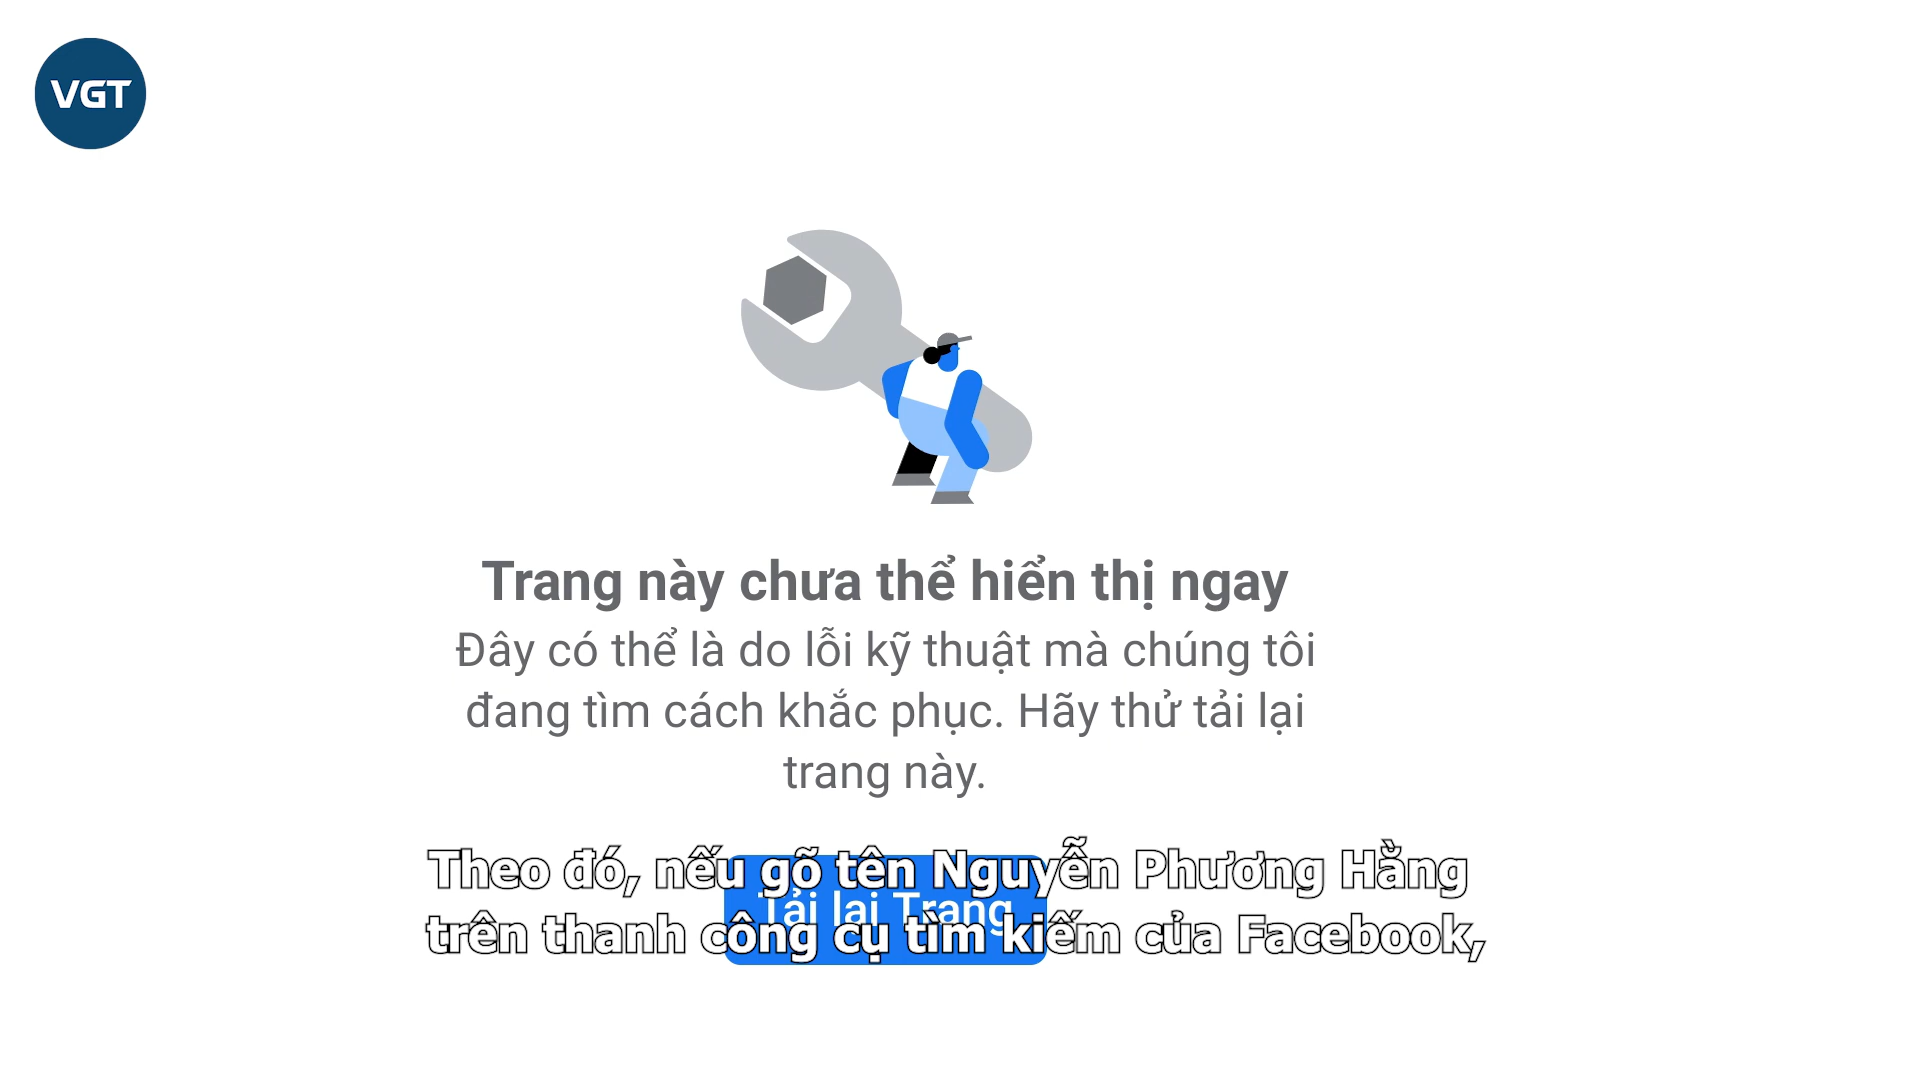 VGT
Trang này chưa thể hiển thị ngay
Đây có thể là do lỗi kỹ thuật mà chúng tôi
đang tìm cách khắc phục. Hãy thử tải lại
trang này.
Tải lại Trang
Theo đó, nếu gõ tên Nguyễn Phương Hằng
trên thanh công cụ tìm kiếm của Facebook,